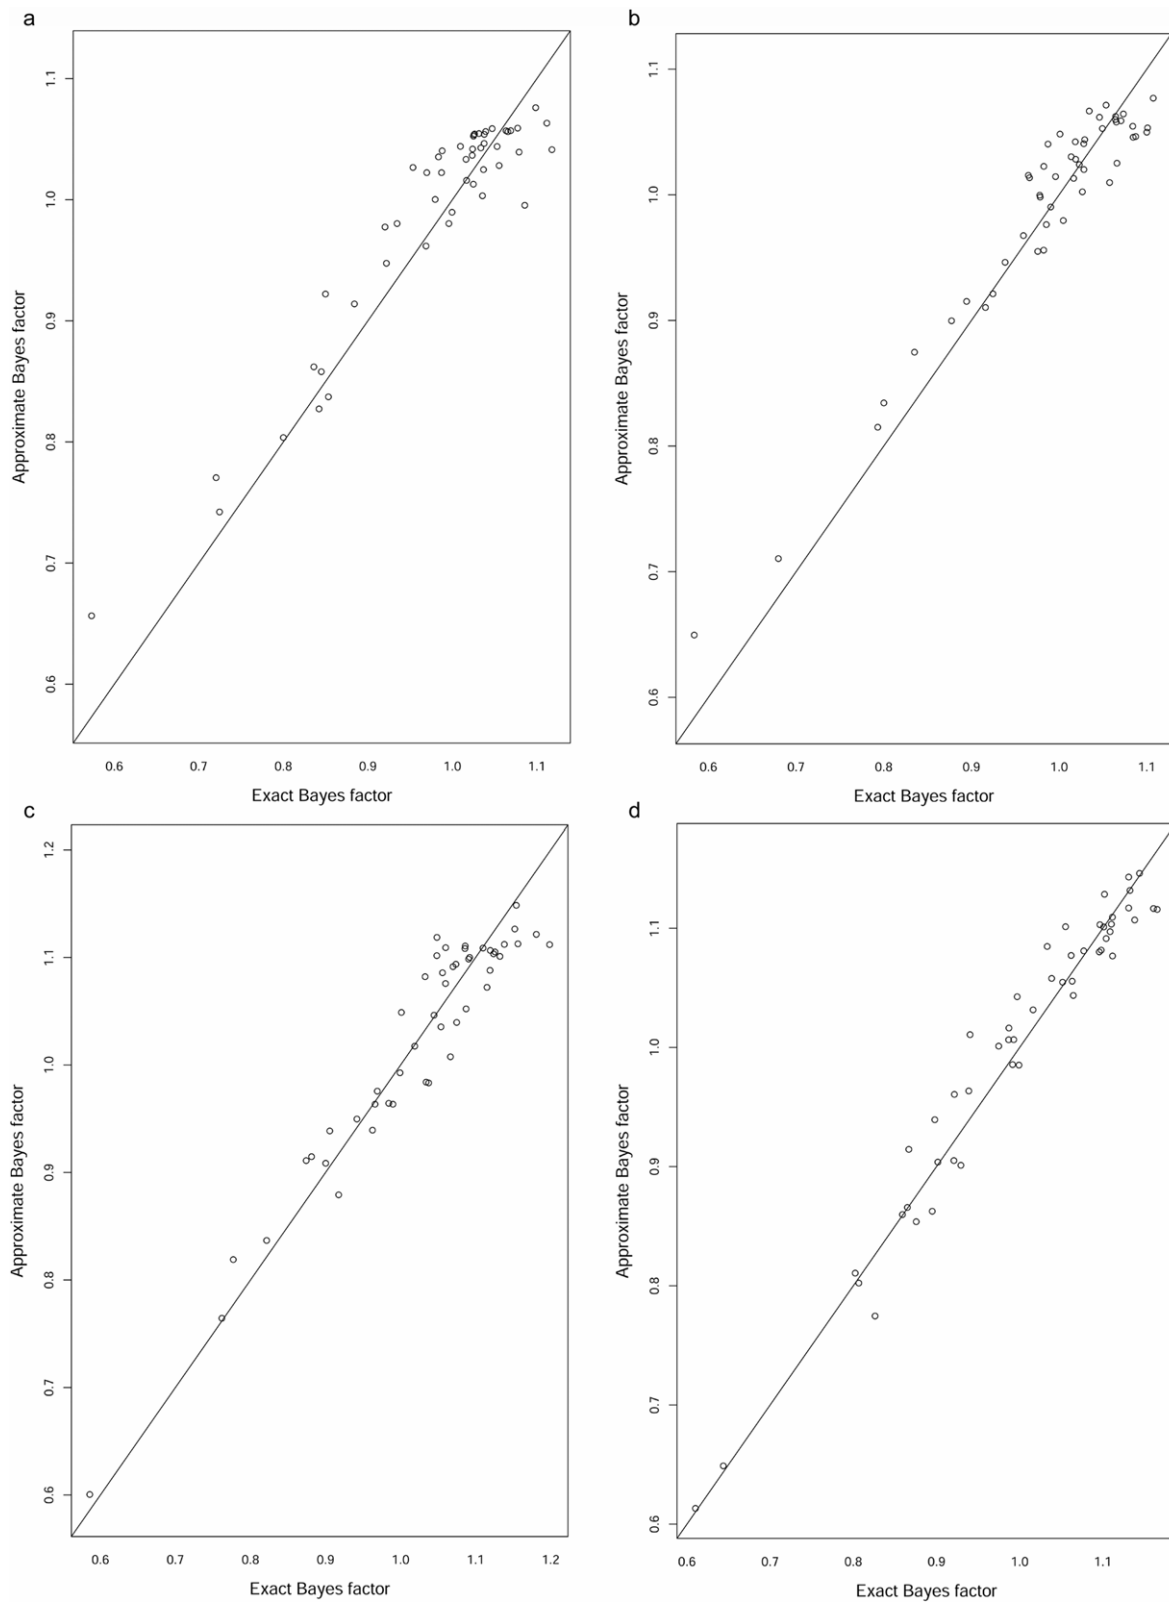 a
1.1
1.0
0.9
0.8
0.7
0.6
Approximate Bayes factor
0.6 0.7 0.8 0.9 1.0 1.1
Exact Bayes factor
b
1.1
1.0
0.9
0.8
0.7
0.6
Approximate Bayes factor
0.6 0.7 0.8 0.9 1.0 1.1
Exact Bayes factor
c
1.2
1.1
1.0
0.9
0.8
0.7
0.6
Approximate Bayes factor
0.6 0.7 0.8 0.9 1.0 1.1 1.2
Exact Bayes factor
d
1.1
1.0
0.9
0.8
0.7
0.6
Approximate Bayes factor
0.6 0.7 0.8 0.9 1.0 1.1
Exact Bayes factor